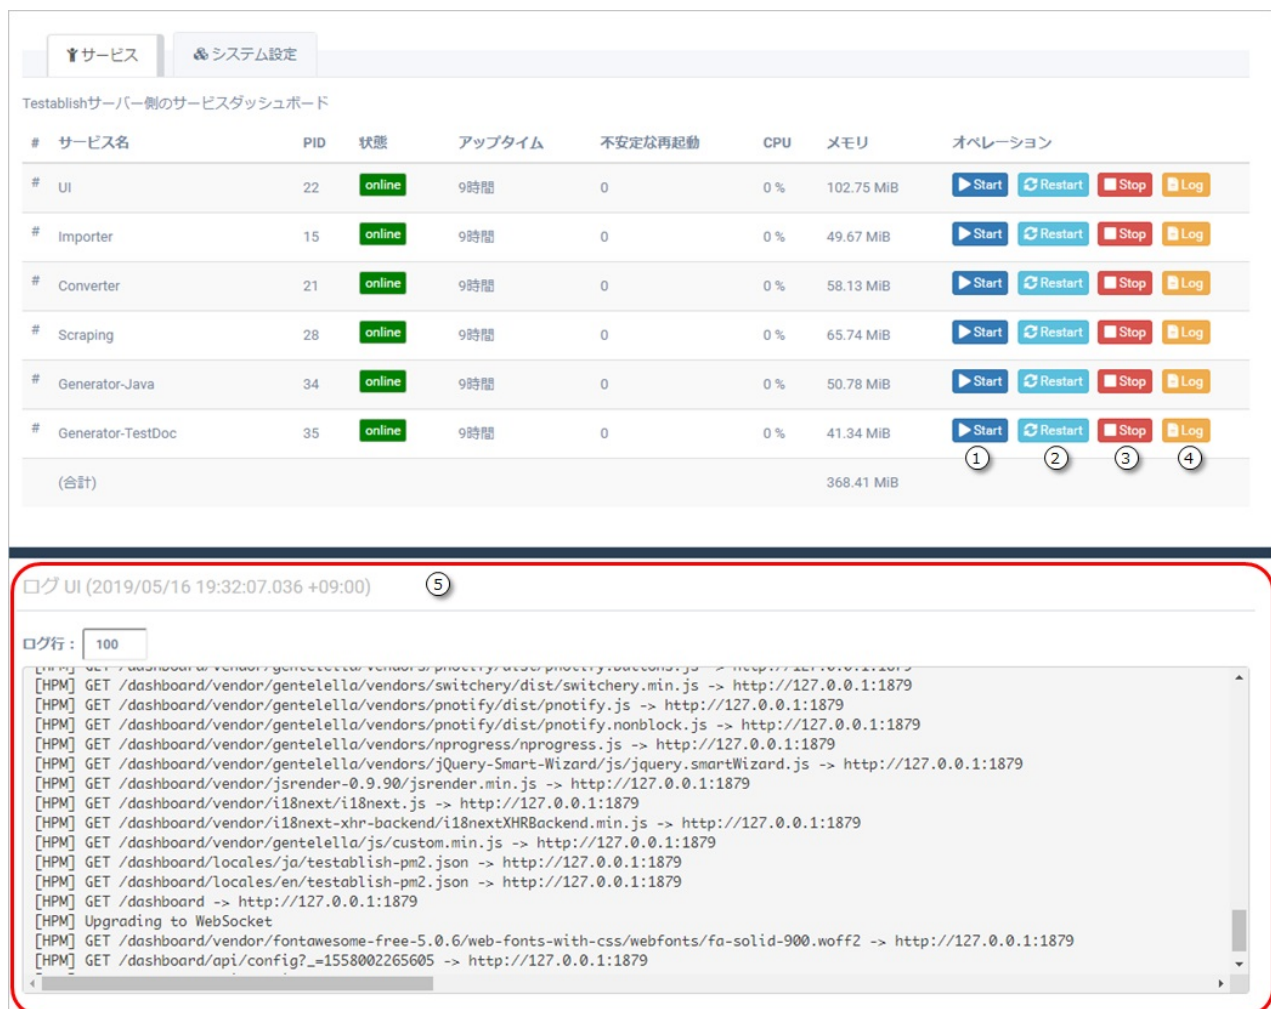 サービス システム設定
Testablishサーバー側のサービスダッシュボード
# サービス名 PID 状態 アップタイム 不安定な再起動 CPU メモリ オペレーション
# UI 22 online 9時間 0 0 % 102.75 MiB Start Restart Stop Log
# Importer 15 online 9時間 0 0 % 49.67 MiB Start Restart Stop Log
# Converter 21 online 9時間 0 0 % 58.13 MiB Start Restart Stop Log
# Scraping 28 online 9時間 0 0 % 65.74 MiB Start Restart Stop Log
# Generator-Java 34 online 9時間 0 0 % 50.78 MiB Start Restart Stop Log
# Generator-TestDoc 35 online 9時間 0 0 % 41.34 MiB Start Restart Stop Log
① ② ③ ④
(合計) 368.41 MiB
ログ UI (2019/05/16 19:32:07.036 +09:00) ⑤
ログ行： 100
[HPM] GET /dashboard/vendor/gentelella/vendors/pnotify/dist/pnotify.buttons.js -> http://127.0.0.1:1879
[HPM] GET /dashboard/vendor/gentelella/vendors/switchery/dist/switchery.min.js -> http://127.0.0.1:1879
[HPM] GET /dashboard/vendor/gentelella/vendors/pnotify/dist/pnotify.js -> http://127.0.0.1:1879
[HPM] GET /dashboard/vendor/gentelella/vendors/pnotify/dist/pnotify.nonblock.js -> http://127.0.0.1:1879
[HPM] GET /dashboard/vendor/gentelella/vendors/nprogress/nprogress.js -> http://127.0.0.1:1879
[HPM] GET /dashboard/vendor/gentelella/vendors/jQuery-Smart-Wizard/js/jquery.smartWizard.js -> http://127.0.0.1:1879
[HPM] GET /dashboard/vendor/jsrender-0.9.90/jsrender.min.js -> http://127.0.0.1:1879
[HPM] GET /dashboard/vendor/i18next/i18next.js -> http://127.0.0.1:1879
[HPM] GET /dashboard/vendor/i18next-xhr-backend/i18nextXHRBackend.min.js -> http://127.0.0.1:1879
[HPM] GET /dashboard/vendor/gentelella/js/custom.min.js -> http://127.0.0.1:1879
[HPM] GET /dashboard/locales/ja/testablish-pm2.json -> http://127.0.0.1:1879
[HPM] GET /dashboard/locales/en/testablish-pm2.json -> http://127.0.0.1:1879
[HPM] GET /dashboard -> http://127.0.0.1:1879
[HPM] Upgrading to WebSocket
[HPM] GET /dashboard/vendor/fontawesome-free-5.0.6/web-fonts-with-css/webfonts/fa-solid-900.woff2 -> http://127.0.0.1:1879
[HPM] GET /dashboard/api/config?_=1558002265605 -> http://127.0.0.1:1879